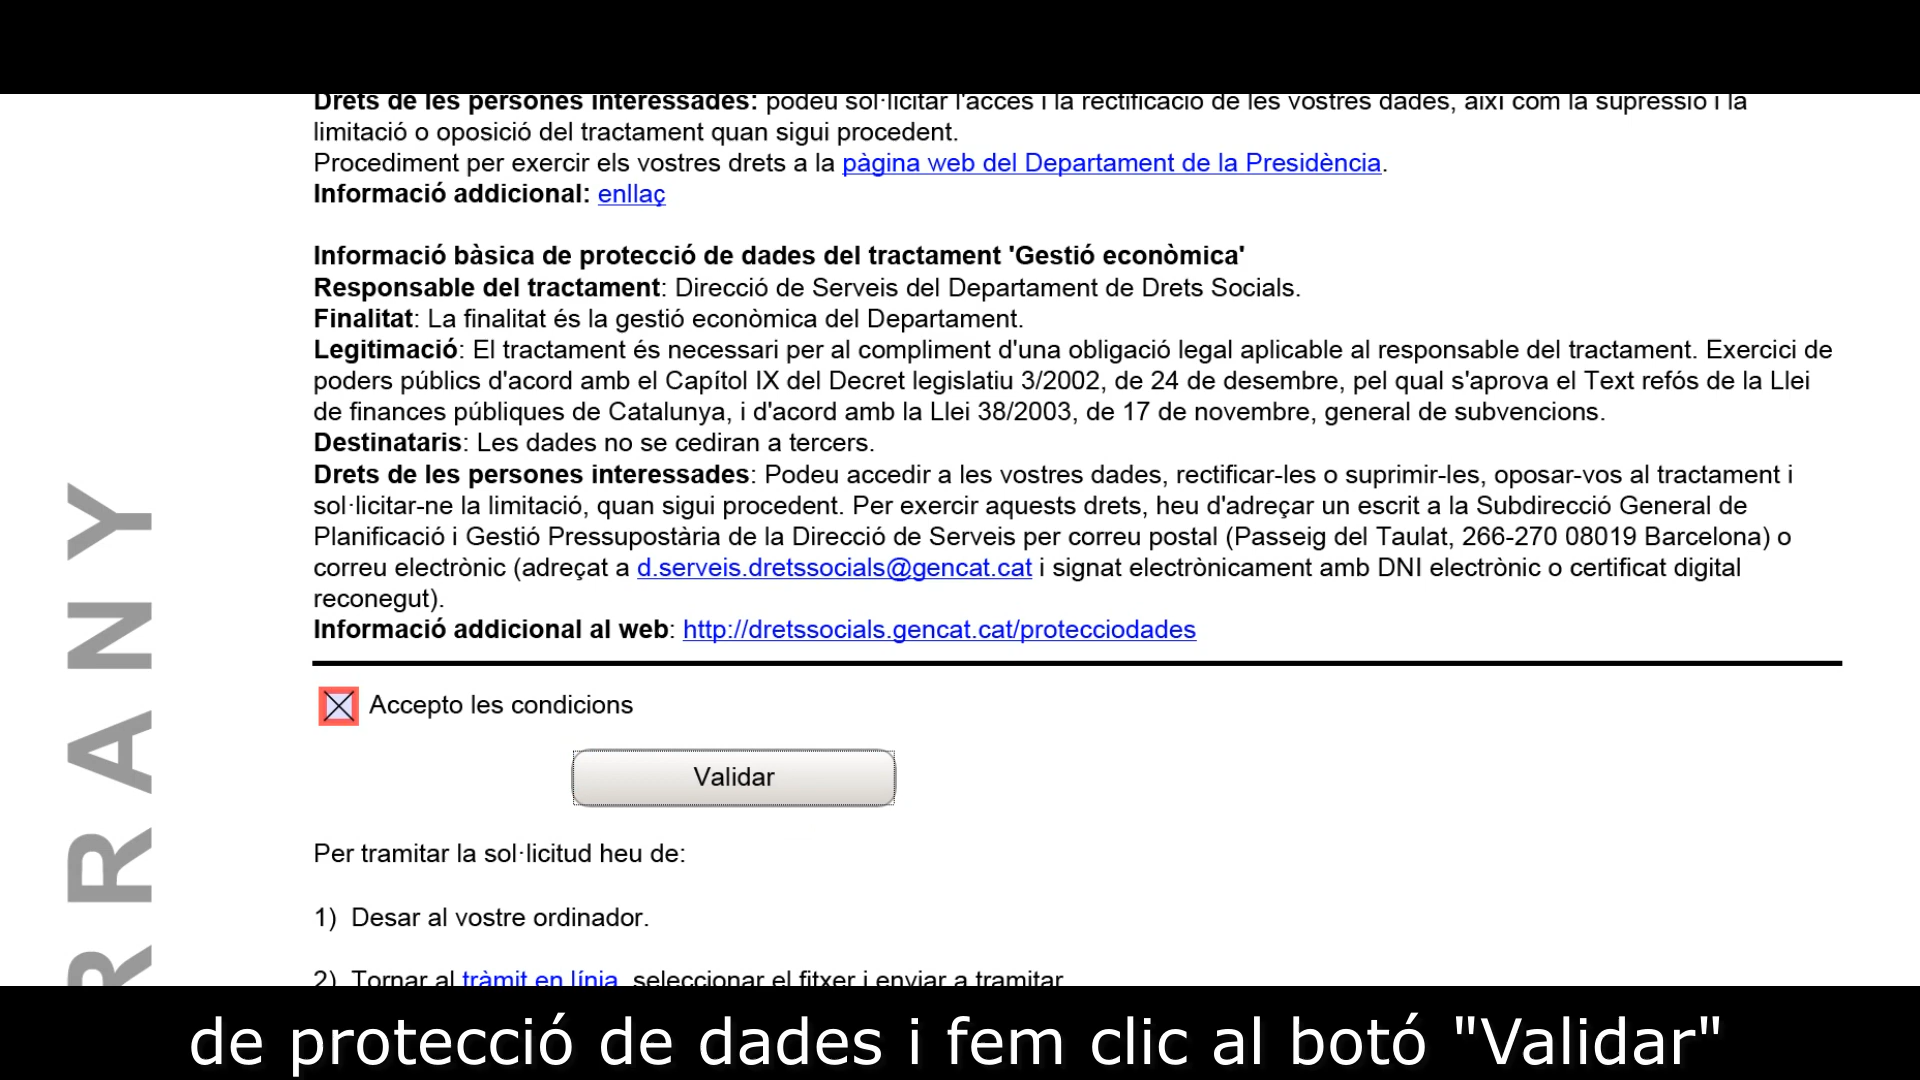 Drets de les persones interessades: podeu sol·licitar l'accés i la rectificació de les vostres dades, així com la supressió i la
limitació o oposició del tractament quan sigui procedent.
Procediment per exercir els vostres drets a la pàgina web del Departament de la Presidència.
Informació addicional: enllaç
Informació bàsica de protecció de dades del tractament 'Gestió econòmica'
Responsable del tractament: Direcció de Serveis del Departament de Drets Socials.
Finalitat: La finalitat és la gestió econòmica del Departament.
Legitimació: El tractament és necessari per al compliment d'una obligació legal aplicable al responsable del tractament. Exercici de
poders públics d'acord amb el Capítol IX del Decret legislatiu 3/2002, de 24 de desembre, pel qual s'aprova el Text refós de la Llei
de finances públiques de Catalunya, i d'acord amb la Llei 38/2003, de 17 de novembre, general de subvencions.
Destinataris: Les dades no se cediran a tercers.
Drets de les persones interessades: Podeu accedir a les vostres dades, rectificar-les o suprimir-les, oposar-vos al tractament i
sol·licitar-ne la limitació, quan sigui procedent. Per exercir aquests drets, heu d'adreçar un escrit a la Subdirecció General de
Planificació i Gestió Pressupostària de la Direcció de Serveis per correu postal (Passeig del Taulat, 266-270 08019 Barcelona) o
correu electrònic (adreçat a d.serveis.dretssocials@gencat.cat i signat electrònicament amb DNI electrònic o certificat digital
reconegut).
Informació addicional al web: http://dretssocials.gencat.cat/protecciodades
Accepto les condicions
Validar
Per tramitar la sol·licitud heu de:
1) Desar al vostre ordinador.
2) Tornar al tràmit en línia, seleccionar el fitxer i enviar a tramitar
RRANY
de protecció de dades i fem clic al botó "Validar"